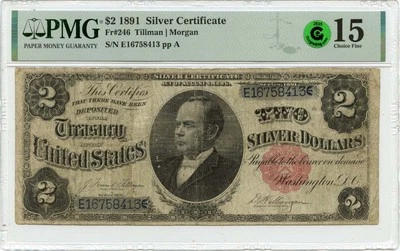 PMG
PAPER MONEY GUARANTY
$2 1891 Silver Certificate
Fr#246 Tillman | Morgan
S/N E16758413 pp A
15
Choice Fine
SILVER CERTIFICATE
2
This Certifies
THAT THERE HAVE BEEN
DEPOSITED
IN THE
Treasury
OF THE
United States
E16758413
TWO
SILVER DOLLARS
Payable to the bearer on demand
Washington, D.C.
2
E16758413
2
2